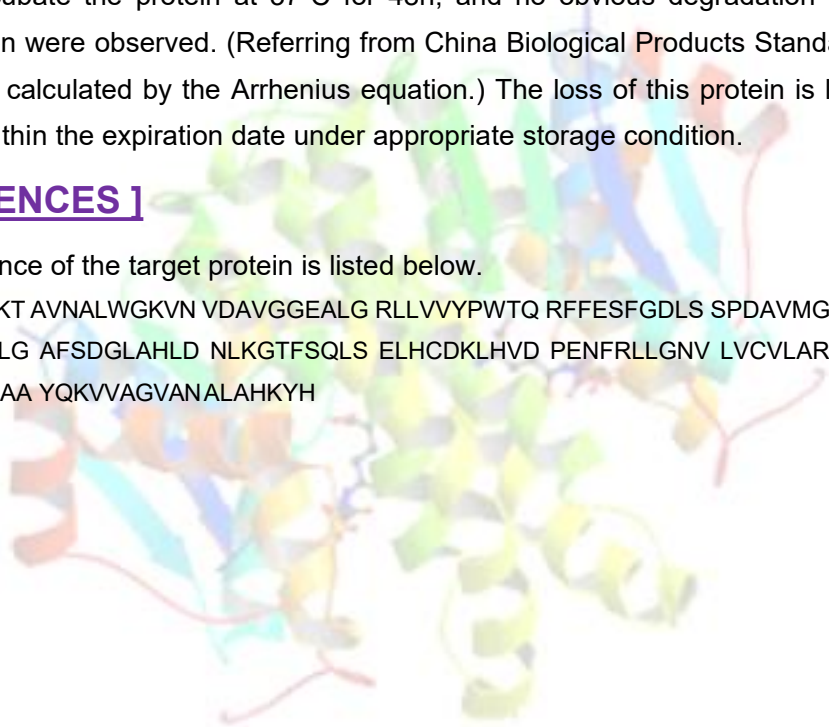 cubate the protein at 37°C for 48h, and no obvious degradation
n were observed. (Referring from China Biological Products Standa
calculated by the Arrhenius equation.) The loss of this protein is
thin the expiration date under appropriate storage condition.
ENCES ]
nce of the target protein is listed below.
KT AVNALWGKVN VDAVGGEALG RLLVVYPWTQ RFFESFGDLS SPDAVMG
LG AFSDGLAHLD NLKGTFSQLS ELHCDKLHVD PENFRLLGNV LVCVLAR
AA YQKVVAGVANALAHKYH